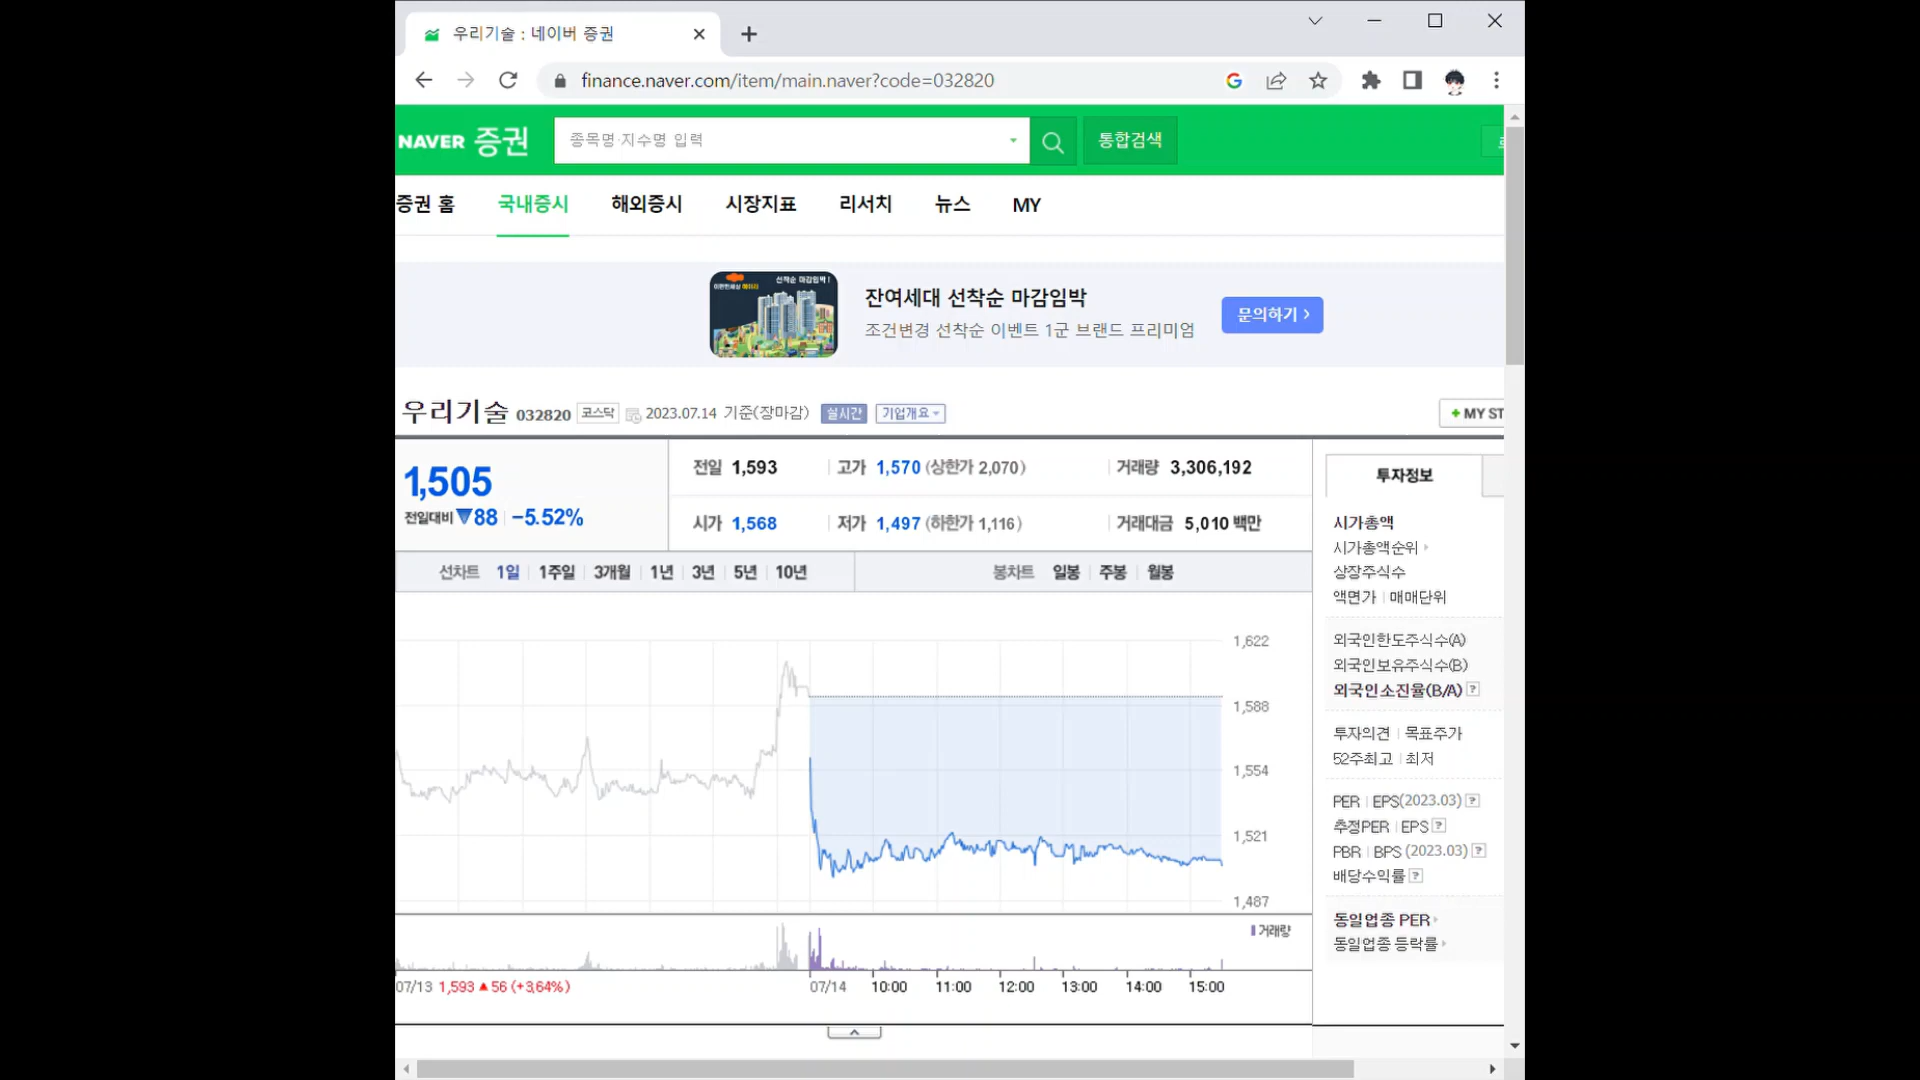 우리기술 : 네이버 증권
finance.naver.com/item/main.naver?code=032820
NAVER 증권
종목명·지수명 입력
통합검색
증권 홈 국내증시 해외증시 시장지표 리서치 뉴스 MY
선착순 마감임박!
잔여세대 선착순 마감임박
조건변경 선착순 이벤트 1군 브랜드 프리미엄
문의하기 ›
우리기술 032820 코스닥 2023.07.14 기준(장마감) 실시간 기업개요
+ MY ST
1,505
전일대비 ▼88 | -5.52%
전일 1,593 | 고가 1,570 (상한가 2,070) | 거래량 3,306,192
시가 1,568 | 저가 1,497 (하한가 1,116) | 거래대금 5,010 백만
선차트 1일 1주일 3개월 1년 3년 5년 10년
봉차트 일봉 주봉 월봉
1,622
1,588
1,554
1,521
1,487
거래량
07/13 1,593 ▲ 56 (+3,64%)
07/14 10:00 11:00 12:00 13:00 14:00 15:00
투자정보
시가총액
시가총액순위
상장주식수
액면가 | 매매단위
외국인한도주식수(A)
외국인보유주식수(B)
외국인소진율(B/A) ?
투자의견 | 목표주가
52주최고 | 최저
PER | EPS(2023.03) ?
추정PER | EPS ?
PBR | BPS (2023.03) ?
배당수익률 ?
동일업종 PER
동일업종 등락률